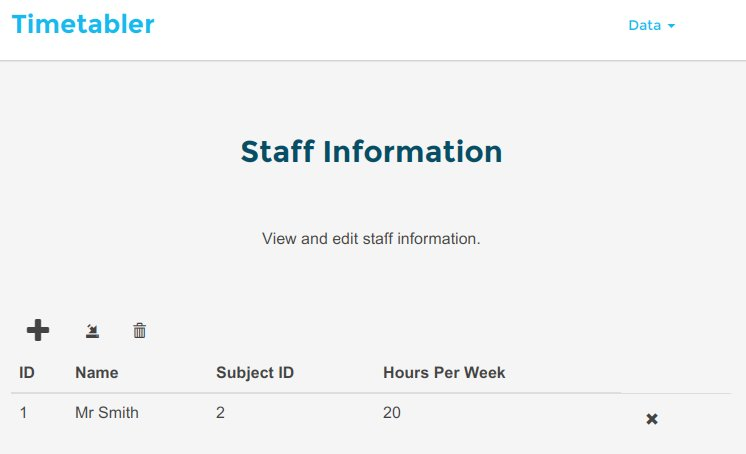 Timetabler Data
Staff Information
View and edit staff information.
ID Name Subject ID Hours Per Week
1 Mr Smith 2 20